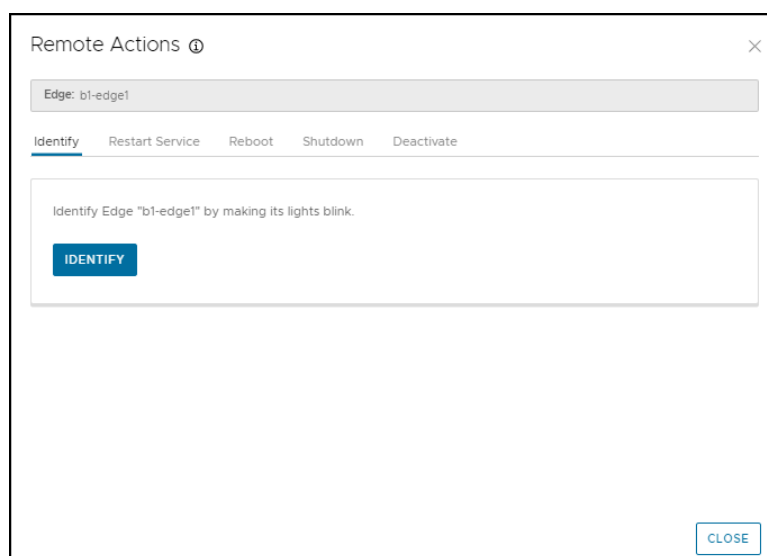 Remote Actions
Edge: b1-edge1
Identify Restart Service Reboot Shutdown Deactivate
Identify Edge "b1-edge1" by making its lights blink.
IDENTIFY
CLOSE